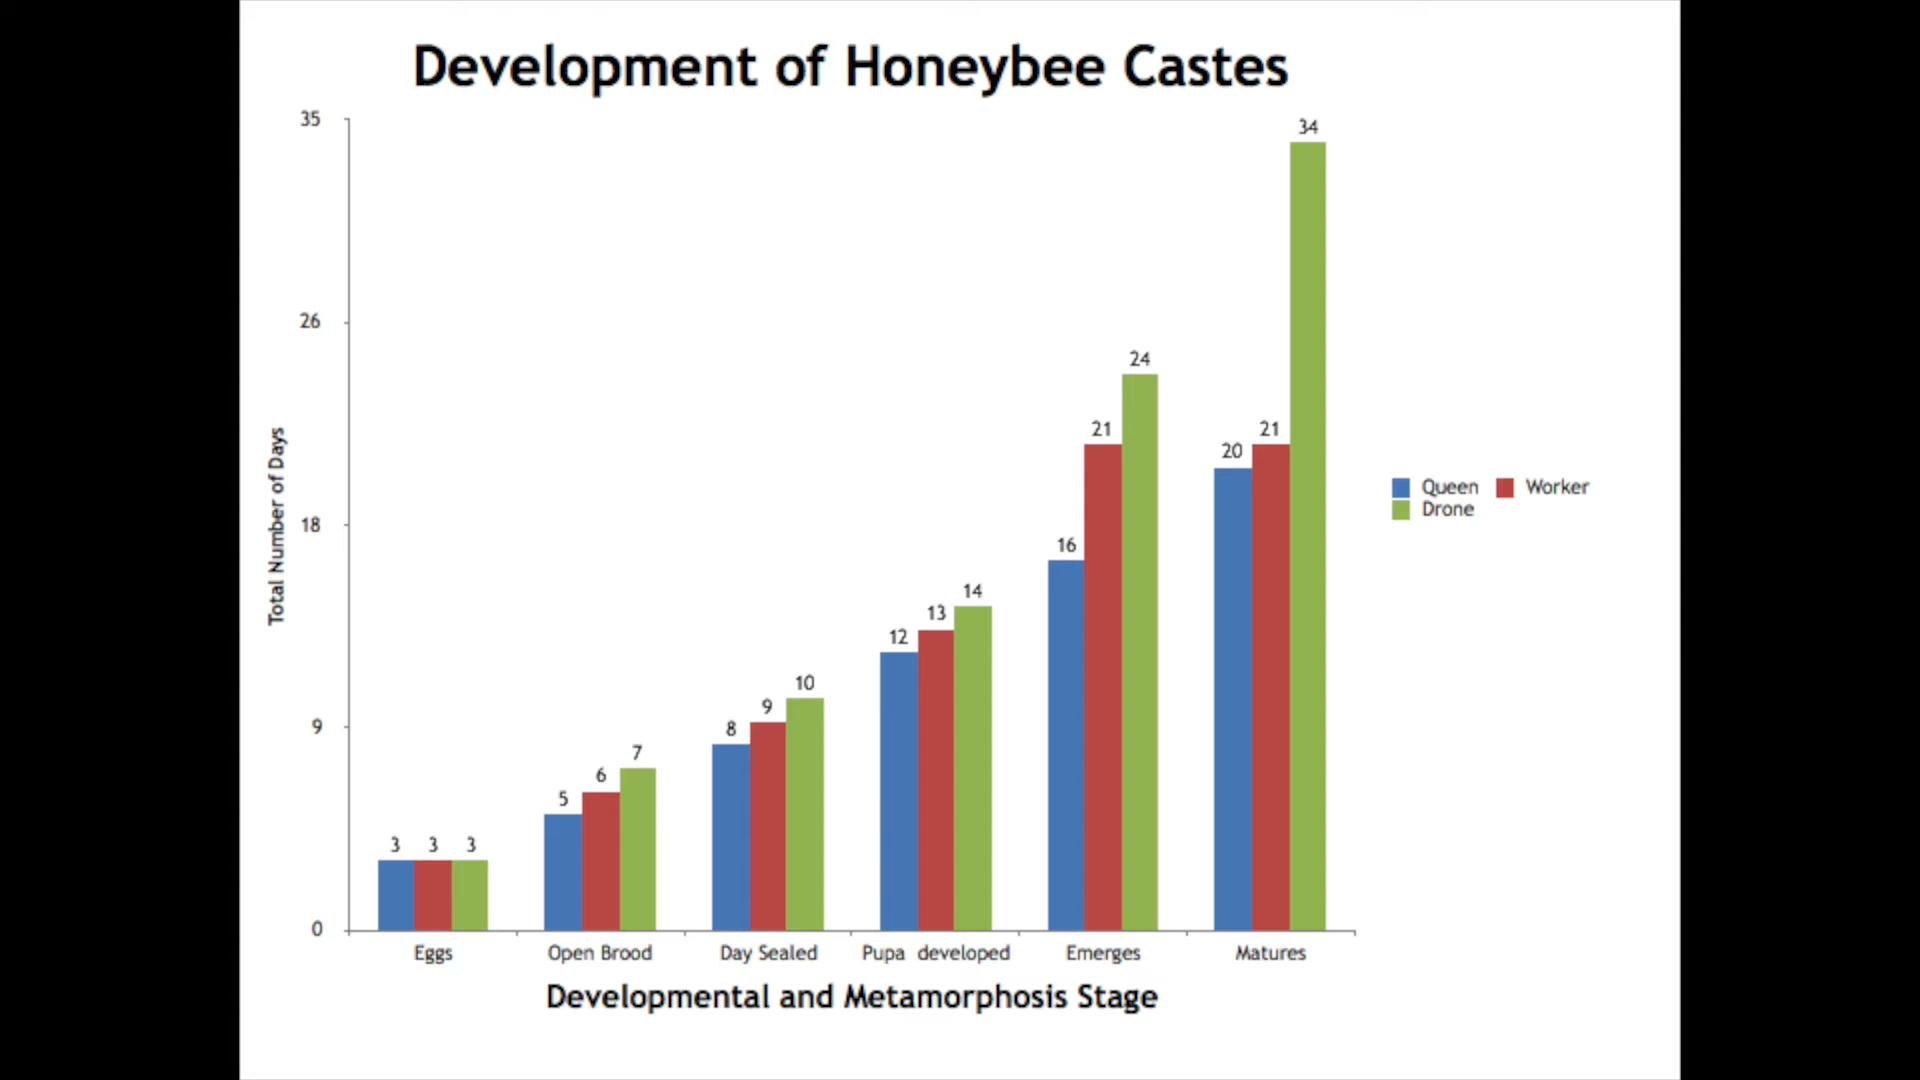 Development of Honeybee Castes
35
26
18
9
0
Total Number of Days
3 3 3
5 6 7
8 9 10
12 13 14
16 21 24
20 21 34
Eggs Open Brood Day Sealed Pupa developed Emerges Matures
Developmental and Metamorphosis Stage
Queen Worker
Drone